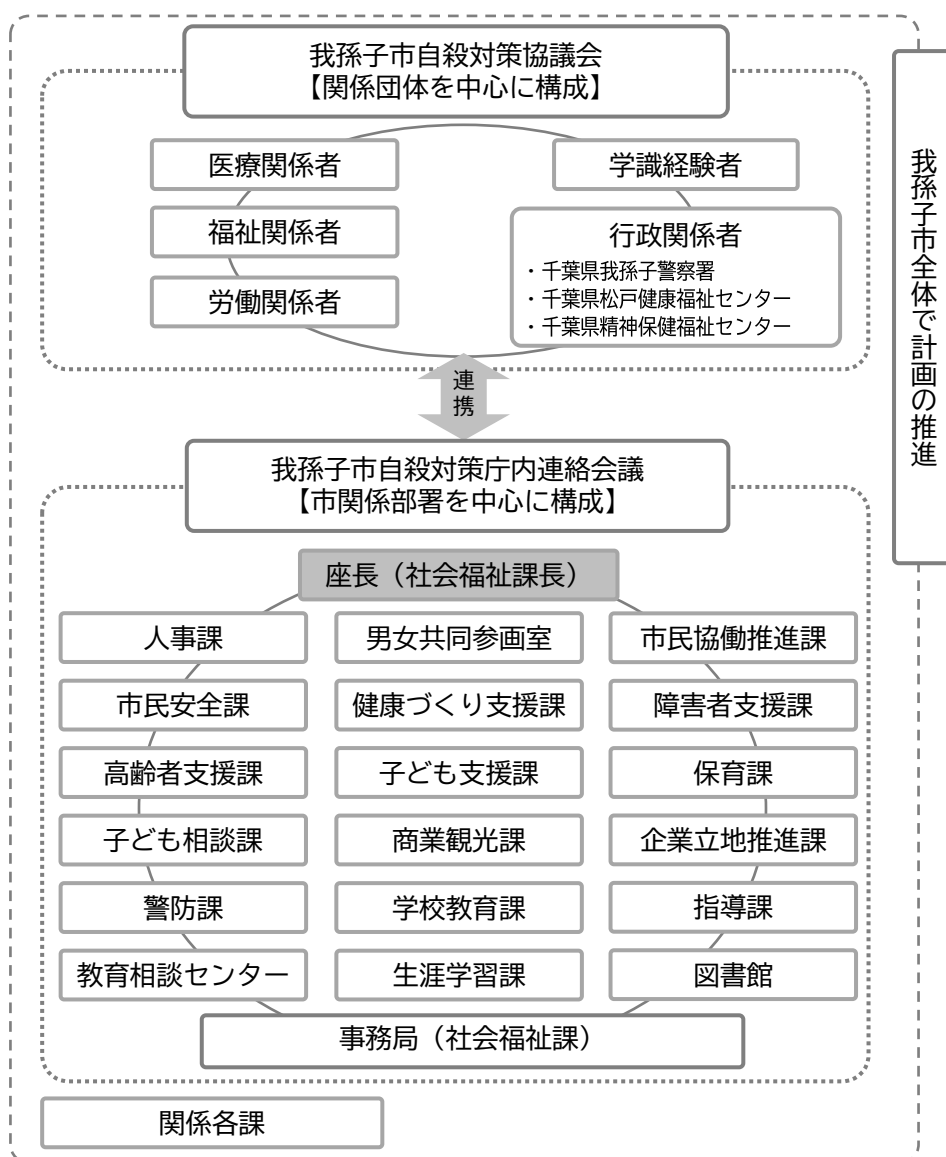 我孫子市自殺対策協議会
【関係団体を中心に構成】
医療関係者
学識経験者
福祉関係者
労働関係者
行政関係者
・千葉県我孫子警察署
・千葉県松戸健康福祉センター
・千葉県精神保健福祉センター
我孫子市全体で計画の推進
連携
我孫子市自殺対策庁内連絡会議
【市関係部署を中心に構成】
座長（社会福祉課長）
人事課
男女共同参画室
市民協働推進課
市民安全課
健康づくり支援課
障害者支援課
高齢者支援課
子ども支援課
保育課
子ども相談課
商業観光課
企業立地推進課
警防課
学校教育課
指導課
教育相談センター
生涯学習課
図書館
事務局（社会福祉課）
関係各課